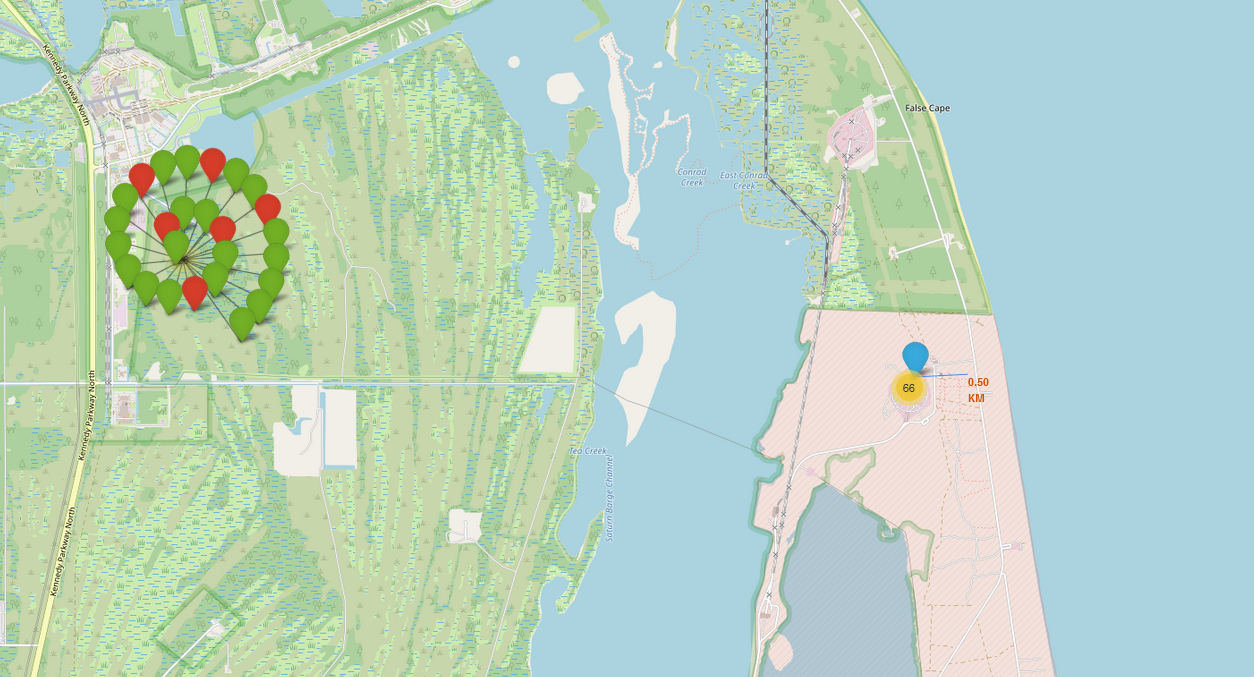 Kennedy Parkway North
False Cape
Conrad
Creek
East Conrad
Creek
66
0.50
KM
Kennedy Parkway North
Tea Creek
Saturn Barge Channel
Kennedy Parkway North